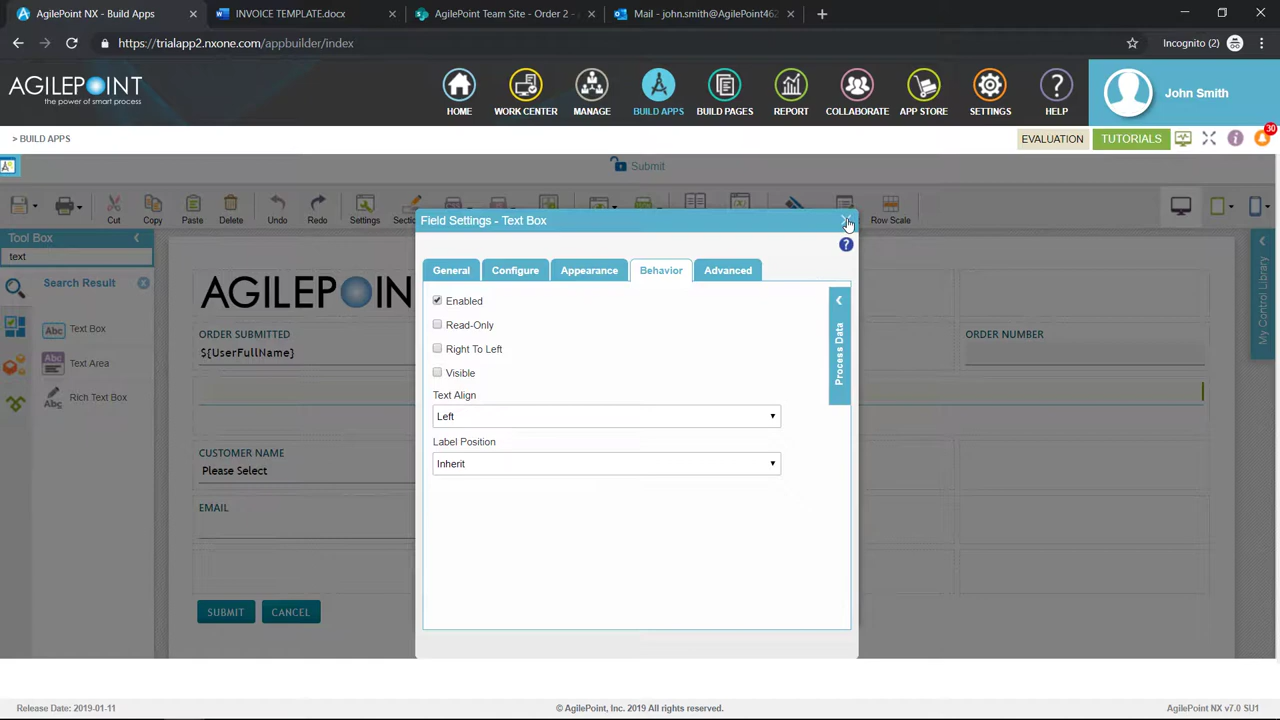 AgilePoint NX - Build Apps
INVOICE TEMPLATE.docx
AgilePoint Team Site - Order 2 -
Mail - john.smith@AgilePoint462
https://trialapp2.nxone.com/appbuilder/index
Incognito (2)
AGILEPOINT
the power of smart process
HOME
WORK CENTER
MANAGE
BUILD APPS
BUILD PAGES
REPORT
COLLABORATE
APP STORE
SETTINGS
HELP
John Smith
> BUILD APPS
EVALUATION
TUTORIALS
30
Submit
Cut
Copy
Paste
Delete
Undo
Redo
Settings
Row Scale
Tool Box
text
Search Result
Abc Text Box
Abc Text Area
Abc Rich Text Box
My Control Library
AGILEPOIN
ORDER SUBMITTED
${UserFullName}
ORDER NUMBER
CUSTOMER NAME
Please Select
EMAIL
SUBMIT
CANCEL
Field Settings - Text Box
?
General
Configure
Appearance
Behavior
Advanced
Enabled
Read-Only
Right To Left
Visible
Text Align
Left
Label Position
Inherit
Process Data
Release Date: 2019-01-11
© AgilePoint, Inc. 2019 All rights reserved.
AgilePoint NX v7.0 SU1